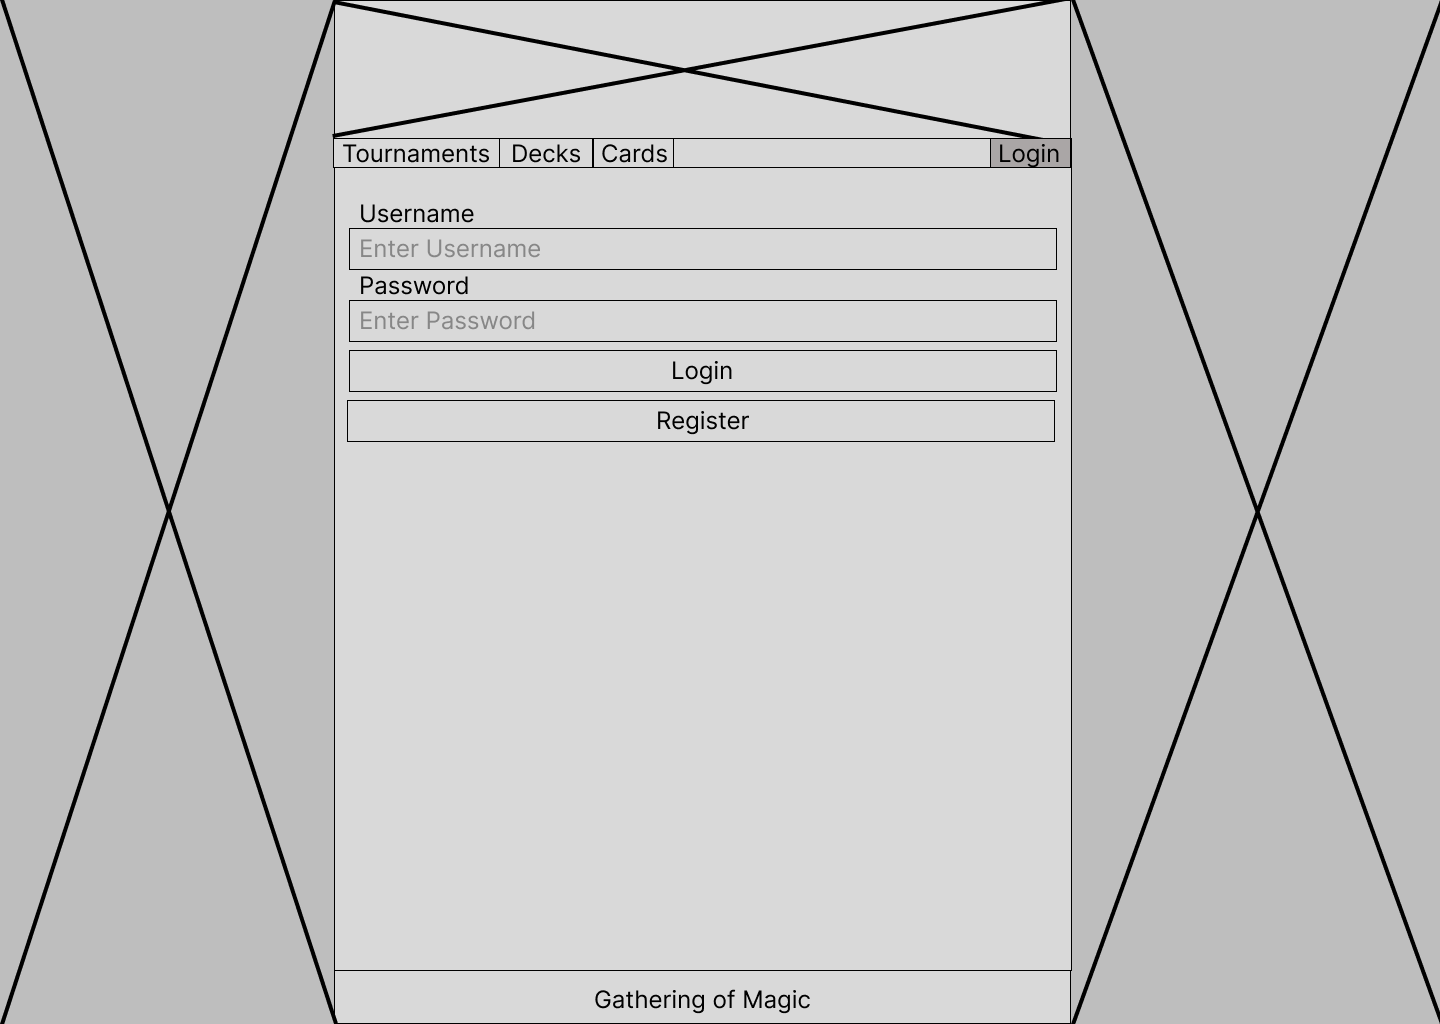 Tournaments Decks Cards Login
Username
Enter Username
Password
Enter Password
Login
Register
Gathering of Magic